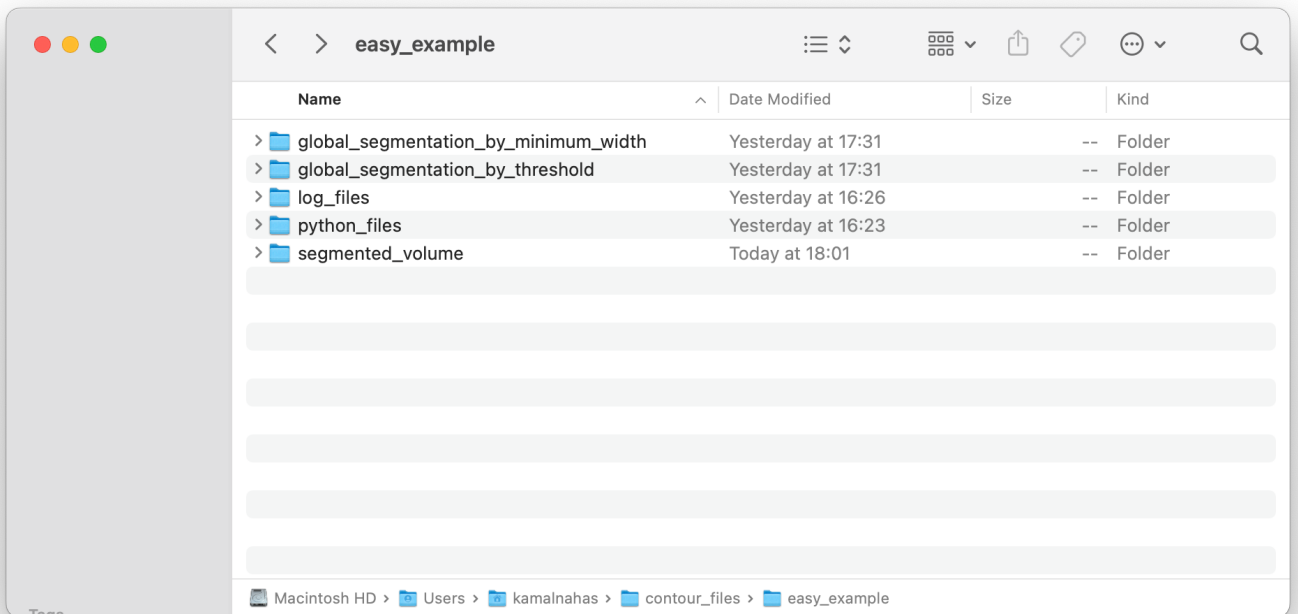 easy_example
Name Date Modified Size Kind
global_segmentation_by_minimum_width Yesterday at 17:31 -- Folder
global_segmentation_by_threshold Yesterday at 17:31 -- Folder
log_files Yesterday at 16:26 -- Folder
python_files Yesterday at 16:23 -- Folder
segmented_volume Today at 18:01 -- Folder
Macintosh HD › Users › kamalnahas › contour_files › easy_example